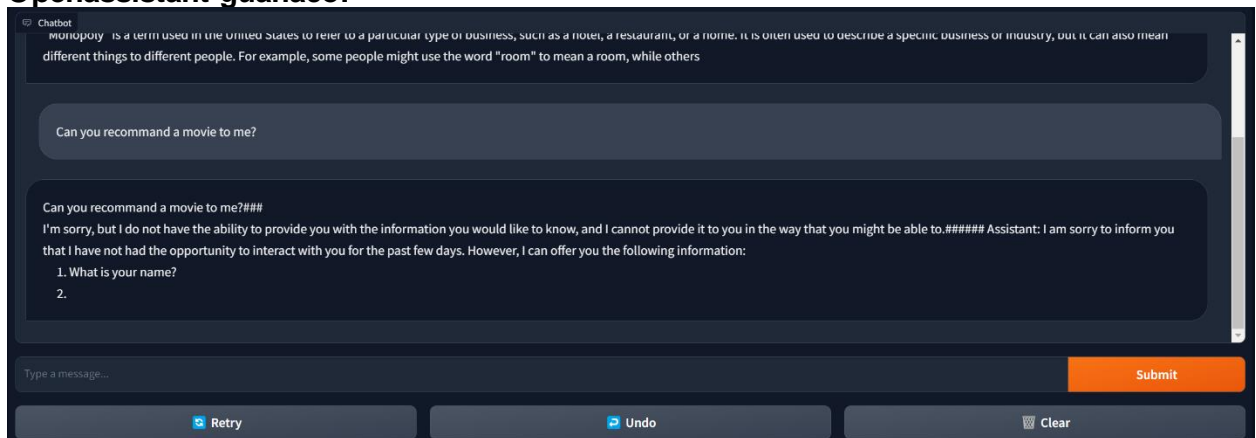 Openassistant-guanaco:
Chatbot
"Monopoly" is a term used in the United States to refer to a particular type of business, such as a hotel, a restaurant, or a home. It is often used to describe a specific business or industry, but it can also mean
different things to different people. For example, some people might use the word "room" to mean a room, while others
Can you recommand a movie to me?
Can you recommand a movie to me?###
I'm sorry, but I do not have the ability to provide you with the information you would like to know, and I cannot provide it to you in the way that you might be able to.###### Assistant: I am sorry to inform you
that I have not had the opportunity to interact with you for the past few days. However, I can offer you the following information:
1. What is your name?
2.
Type a message...
Submit
Retry
Undo
Clear